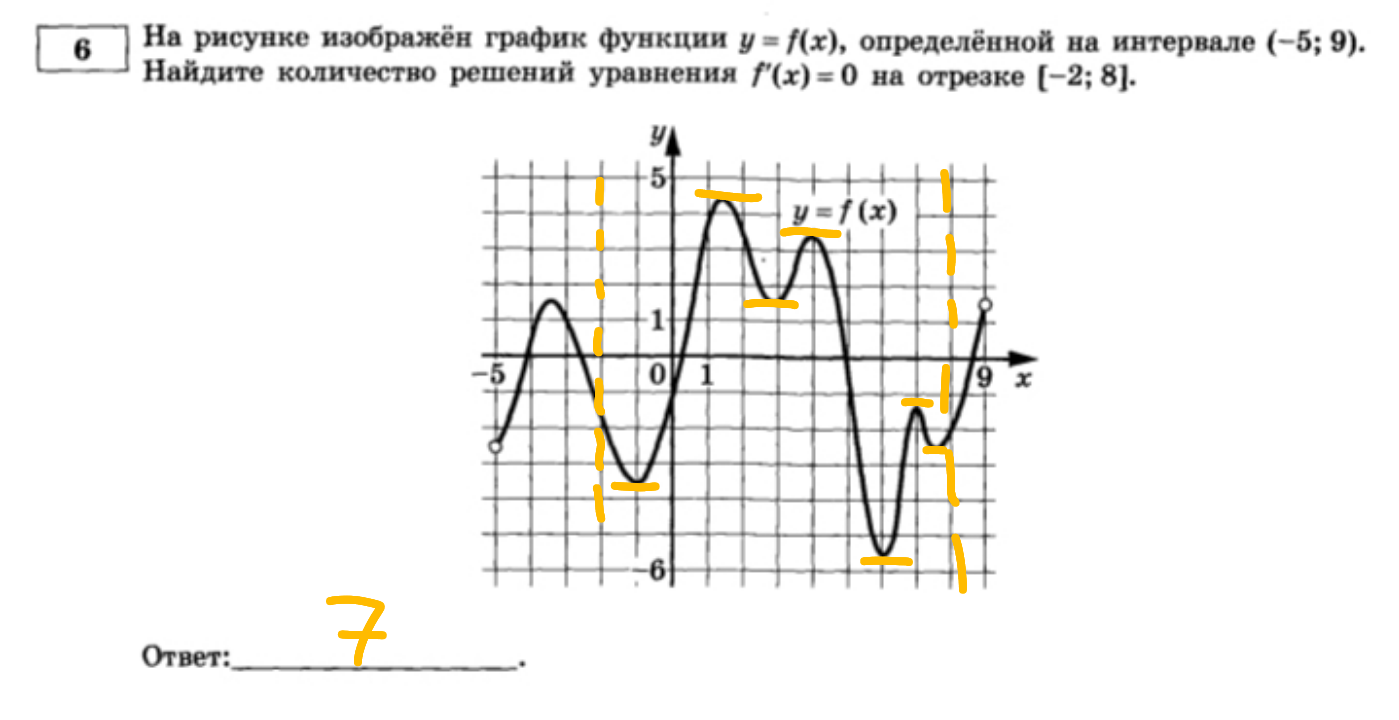 6
На рисунке изображён график функции y = f(x), определённой на интервале (−5; 9).
Найдите количество решений уравнения f′(x) = 0 на отрезке [−2; 8].
y
5
y = f (x)
1
−5
0
1
9
x
−6
7
Ответ:
.